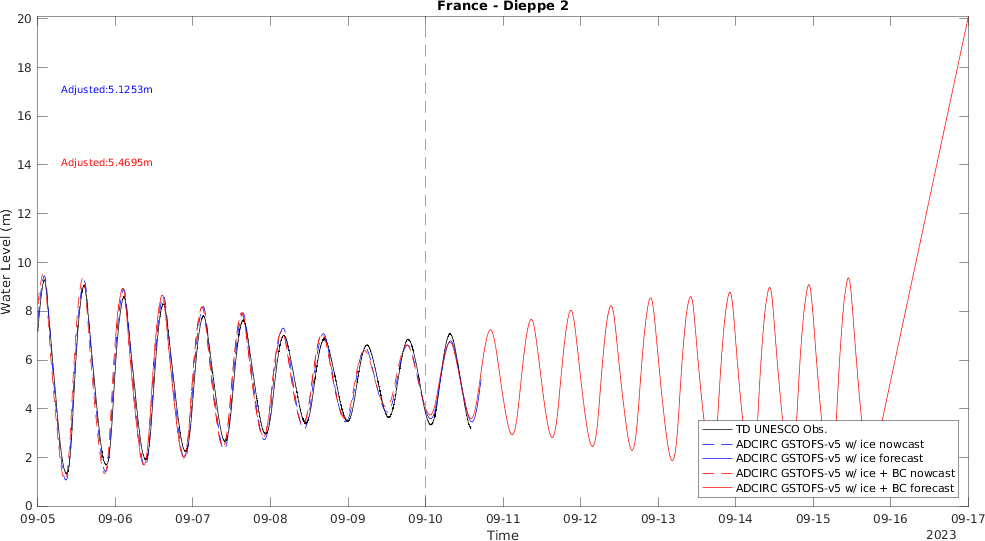 France - Dieppe 2
Water Level (m)
20
18
16
14
12
10
8
6
4
2
0
Adjusted:5.1253m
Adjusted:5.4695m
TD UNESCO Obs.
ADCIRC GSTOFS-v5 w/ ice nowcast
ADCIRC GSTOFS-v5 w/ ice forecast
ADCIRC GSTOFS-v5 w/ ice + BC nowcast
ADCIRC GSTOFS-v5 w/ ice + BC forecast
09-05 09-06 09-07 09-08 09-09 09-10 09-11 09-12 09-13 09-14 09-15 09-16 09-17
Time
2023